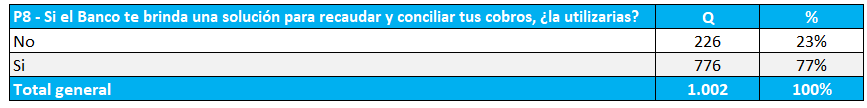 P8 - Si el Banco te brinda una solución para recaudar y conciliar tus cobros, ¿la utilizarias? Q %
No 226 23%
Si 776 77%
Total general 1.002 100%